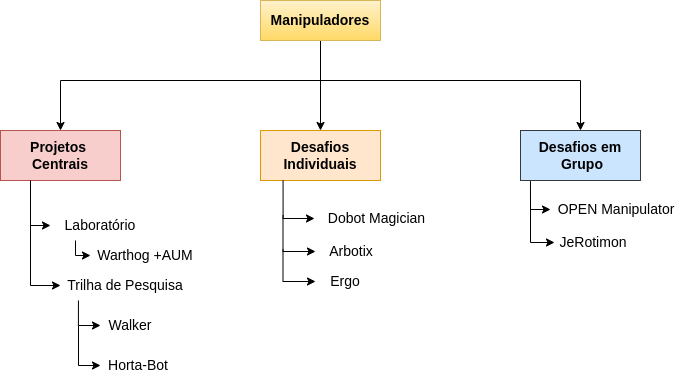 Manipuladores
Projetos
Centrais
Laboratório
Warthog +AUM
Trilha de Pesquisa
Walker
Horta-Bot
Desafios
Individuais
Dobot Magician
Arbotix
Ergo
Desafios em
Grupo
OPEN Manipulator
JeRotimon